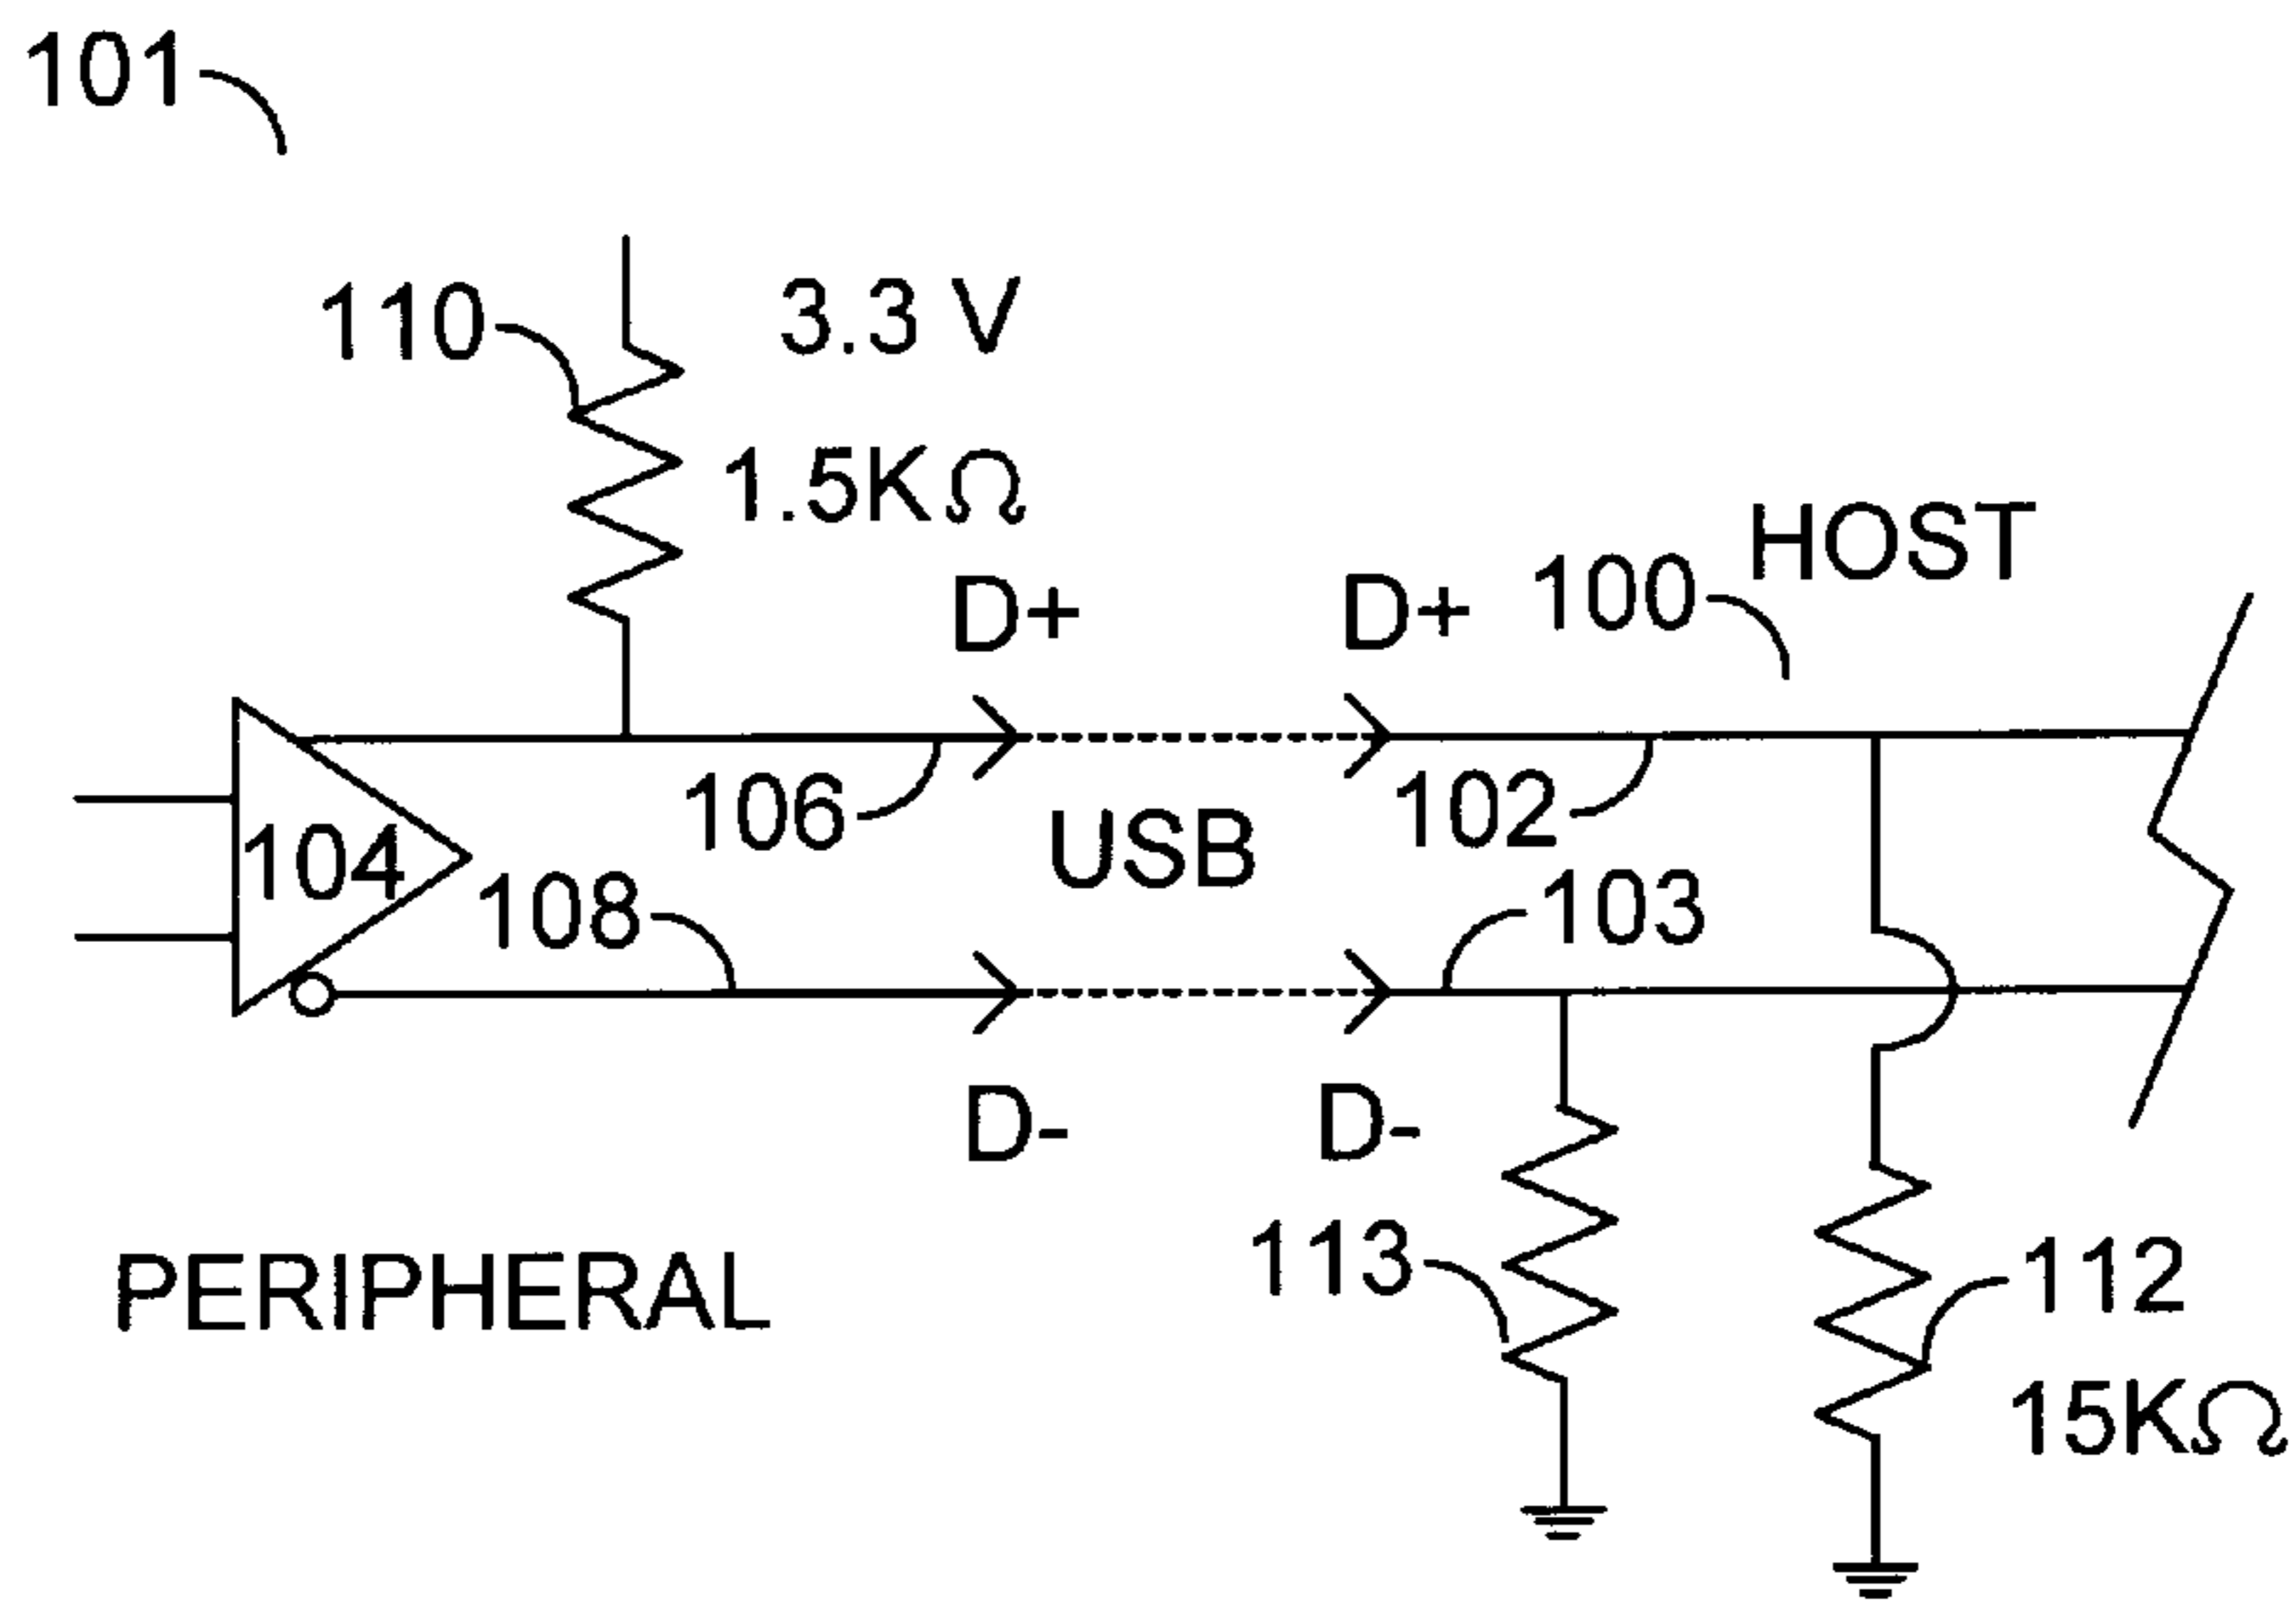 101
110
3.3 V
1.5KΩ
HOST
100
D+
D+
106
102
USB
104
108
103
D-
D-
113
112
PERIPHERAL
15KΩ